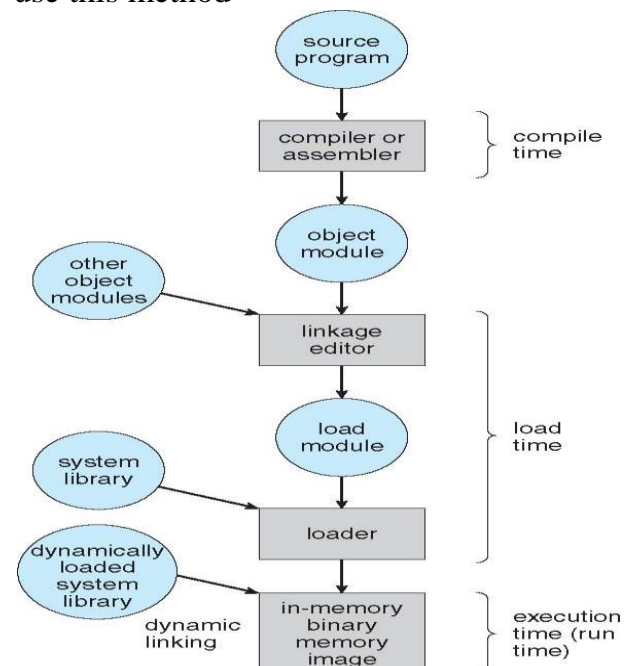 use this method
source
program
compiler or
assembler
compile
time
object
module
other
object
modules
linkage
editor
load
module
load
time
system
library
loader
dynamically
loaded
system
library
dynamic
linking
in-memory
binary
memory
image
execution
time (run
time)